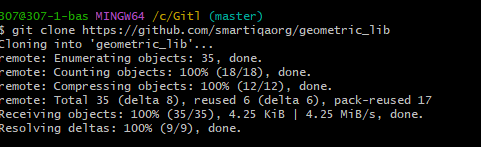 307@307-1-bas MINGW64 /c/Gitl (master)
$ git clone https://github.com/smartiqaorg/geometric_lib
Cloning into 'geometric_lib'...
remote: Enumerating objects: 35, done.
remote: Counting objects: 100% (18/18), done.
remote: Compressing objects: 100% (12/12), done.
remote: Total 35 (delta 8), reused 6 (delta 6), pack-reused 17
Receiving objects: 100% (35/35), 4.25 KiB | 4.25 MiB/s, done.
Resolving deltas: 100% (9/9), done.